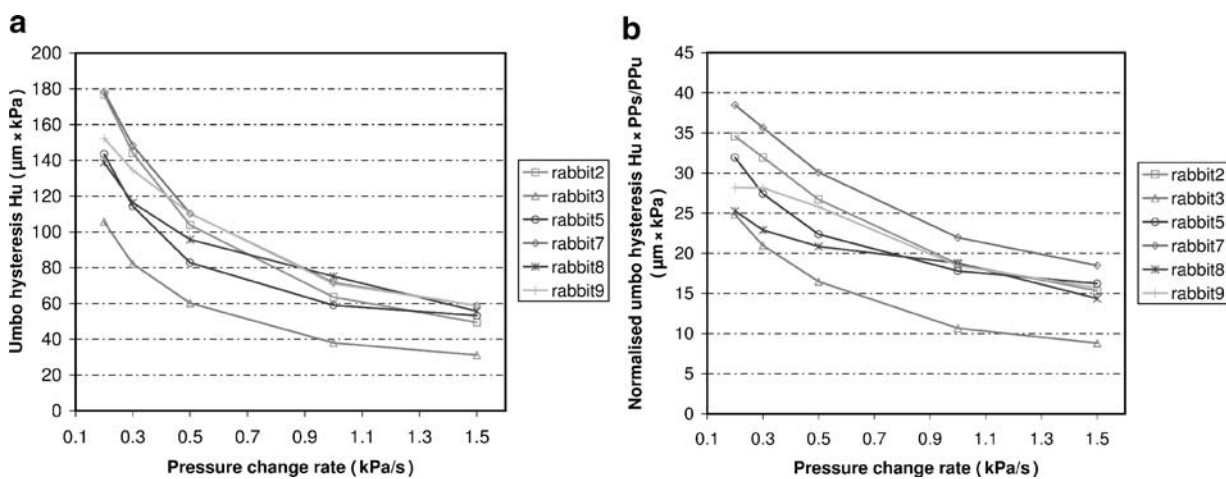 a
Umbo hysteresis Hu (µm × kPa)
200
180
160
140
120
100
80
60
40
20
0
0.1 0.3 0.5 0.7 0.9 1.1 1.3 1.5
Pressure change rate (kPa/s)
rabbit2
rabbit3
rabbit5
rabbit7
rabbit8
rabbit9
b
Normalised umbo hysteresis Hu × PPs/PPu
(µm × kPa)
45
40
35
30
25
20
15
10
5
0
0.1 0.3 0.5 0.7 0.9 1.1 1.3 1.5
Pressure change rate (kPa/s)
rabbit2
rabbit3
rabbit5
rabbit7
rabbit8
rabbit9